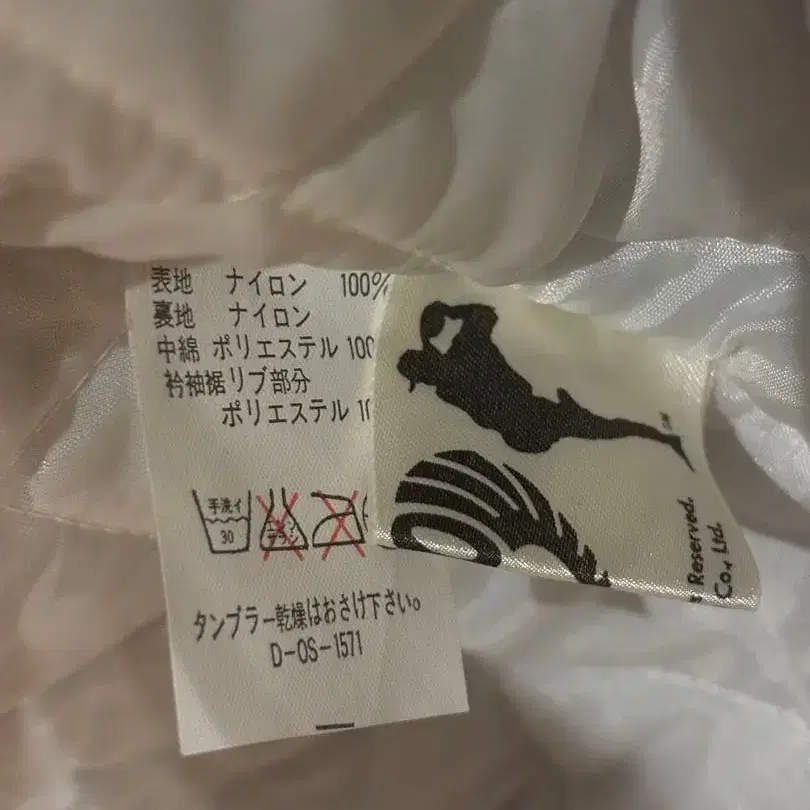 表地 ナイロン 100%
裏地 ナイロン
中綿 ポリエステル 100
衿袖裾リブ部分
ポリエステル
手洗イ
30
タンブラー乾燥はおさけ下さい。
D-OS-1571
Reserved.
Co., Ltd.